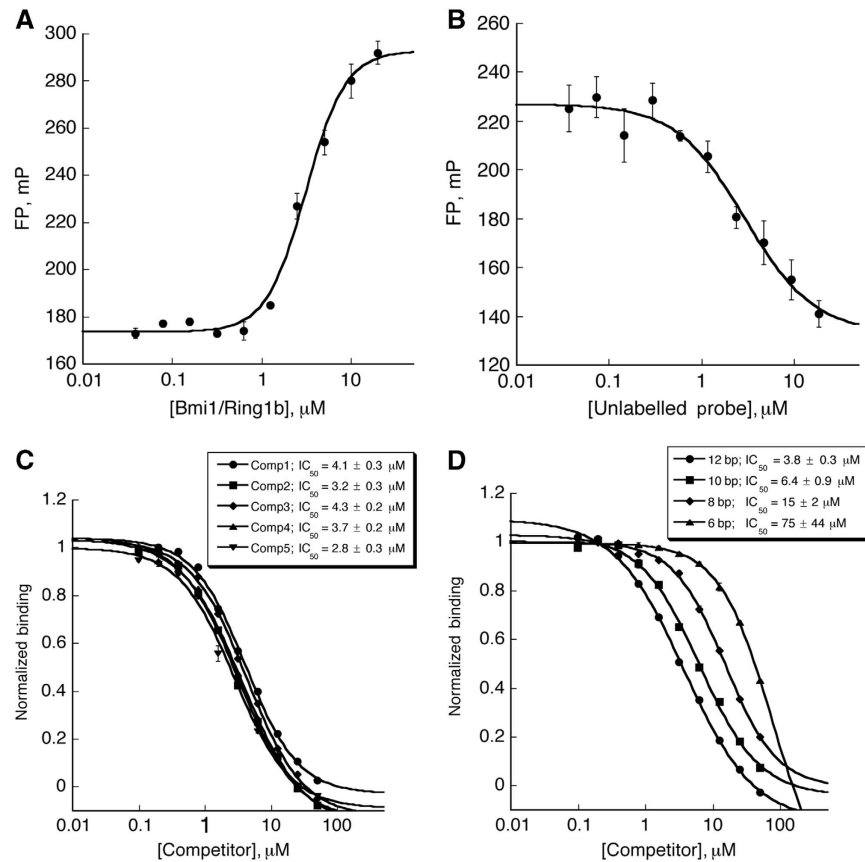 A
300
280
260
240
220
200
180
160
FP, mP
0.01
0.1
1
10
[Bmi1/Ring1b], μM
B
260
240
220
200
180
160
140
120
FP, mP
0.01
0.1
1
10
[Unlabelled probe], μM
C
Comp1; IC50 = 4.1 ± 0.3 μM
Comp2; IC50 = 3.2 ± 0.3 μM
Comp3; IC50 = 4.3 ± 0.2 μM
Comp4; IC50 = 3.7 ± 0.2 μM
Comp5; IC50 = 2.8 ± 0.3 μM
1.2
1
0.8
0.6
0.4
0.2
0
Normalized binding
0.01
0.1
1
10
100
[Competitor], μM
D
12 bp; IC50 = 3.8 ± 0.3 μM
10 bp; IC50 = 6.4 ± 0.9 μM
8 bp; IC50 = 15 ± 2 μM
6 bp; IC50 = 75 ± 44 μM
1.2
1
0.8
0.6
0.4
0.2
0
Normalized binding
0.01
0.1
1
10
100
[Competitor], μM